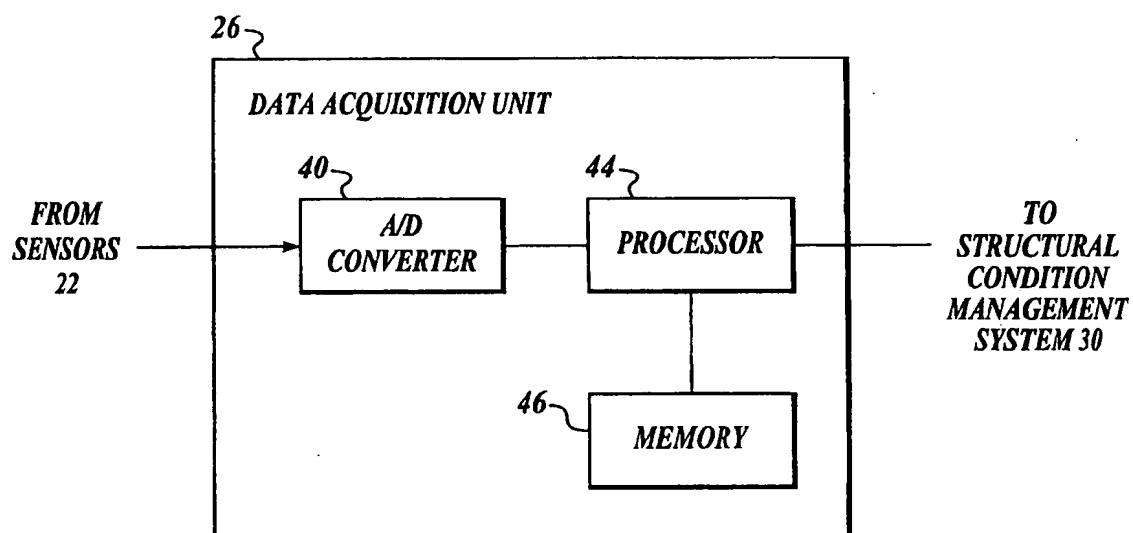 26
DATA ACQUISITION UNIT
40
44
FROM
SENSORS
22
A/D
CONVERTER
PROCESSOR
TO
STRUCTURAL
CONDITION
MANAGEMENT
SYSTEM 30
46
MEMORY